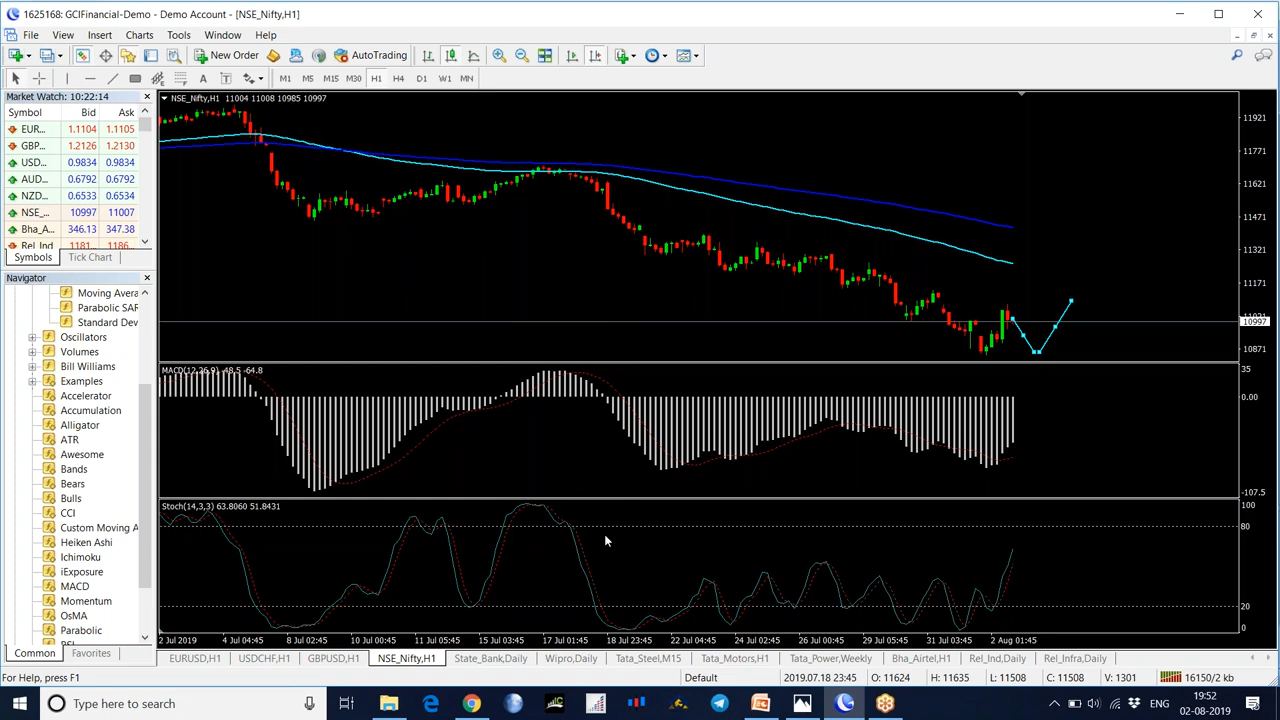 1625168: GCIFinancial-Demo - Demo Account - [NSE_Nifty,H1]
File View Insert Charts Tools Window Help
New Order AutoTrading
A T M1 M5 M15 M30 H1 H4 D1 W1 MN
Market Watch: 10:22:14
Symbol Bid Ask
EUR... 1.1104 1.1105
GBP... 1.2126 1.2130
USD... 0.9834 0.9834
AUD... 0.6792 0.6792
NZD... 0.6533 0.6534
NSE_... 10997 11007
Bha_A... 346.13 347.38
Rel_Ind 1181... 1186...
Symbols Tick Chart
Navigator
Moving Avera
Parabolic SAR
Standard Dev
Oscillators
Volumes
Bill Williams
Examples
Accelerator
Accumulation
Alligator
ATR
Awesome
Bands
Bears
Bulls
CCI
Custom Moving A
Heiken Ashi
Ichimoku
iExposure
MACD
Momentum
OsMA
Parabolic
Common Favorites
NSE_Nifty,H1 11004 11008 10985 10997
11921
11771
11621
11471
11321
11171
10997
10871
MACD(12,26,9) -48.5 -64.8
35
0.00
-107.5
Stoch(14,3,3) 63.8060 51.8431
100
80
20
0
2 Jul 2019 4 Jul 04:45 8 Jul 02:45 10 Jul 00:45 11 Jul 05:45 15 Jul 03:45 17 Jul 01:45 18 Jul 23:45 22 Jul 04:45 24 Jul 02:45 26 Jul 00:45 29 Jul 05:45 31 Jul 03:45 2 Aug 01:45
EURUSD,H1 USDCHF,H1 GBPUSD,H1 NSE_Nifty,H1 State_Bank,Daily Wipro,Daily Tata_Steel,M15 Tata_Motors,H1 Tata_Power,Weekly Bha_Airtel,H1 Rel_Ind,Daily Rel_Infra,Daily
For Help, press F1 Default 2019.07.18 23:45 O: 11624 H: 11635 L: 11508 C: 11508 V: 1301 16150/2 kb
Type here to search ENG 19:52
02-08-2019